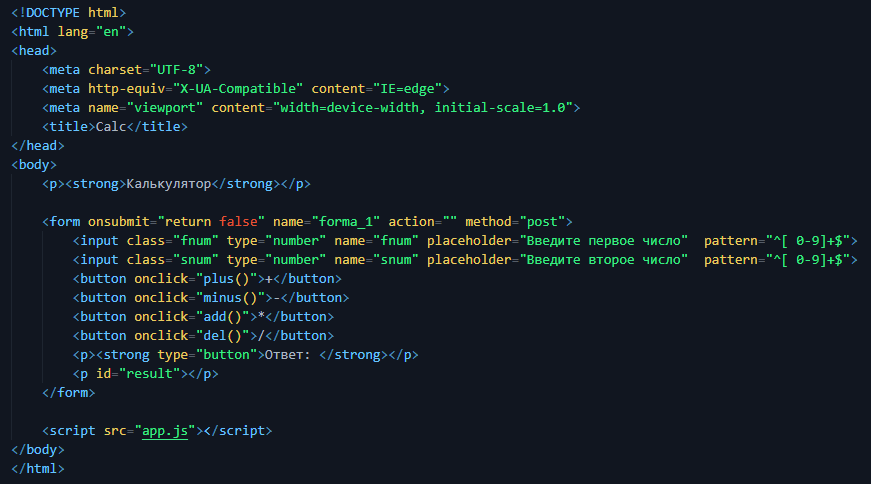 <!DOCTYPE html>
<html lang="en">
<head>
    <meta charset="UTF-8">
    <meta http-equiv="X-UA-Compatible" content="IE=edge">
    <meta name="viewport" content="width=device-width, initial-scale=1.0">
    <title>Calc</title>
</head>
<body>
    <p><strong>Калькулятор</strong></p>

    <form onsubmit="return false" name="forma_1" action="" method="post">
        <input class="fnum" type="number" name="fnum" placeholder="Введите первое число"  pattern="^[ 0-9]+$">
        <input class="snum" type="number" name="snum" placeholder="Введите второе число"  pattern="^[ 0-9]+$">
        <button onclick="plus()">+</button>
        <button onclick="minus()">-</button>
        <button onclick="add()">*</button>
        <button onclick="del()">/</button>
        <p><strong type="button">Ответ: </strong></p>
        <p id="result"></p>
    </form>

    <script src="app.js"></script>
</body>
</html>